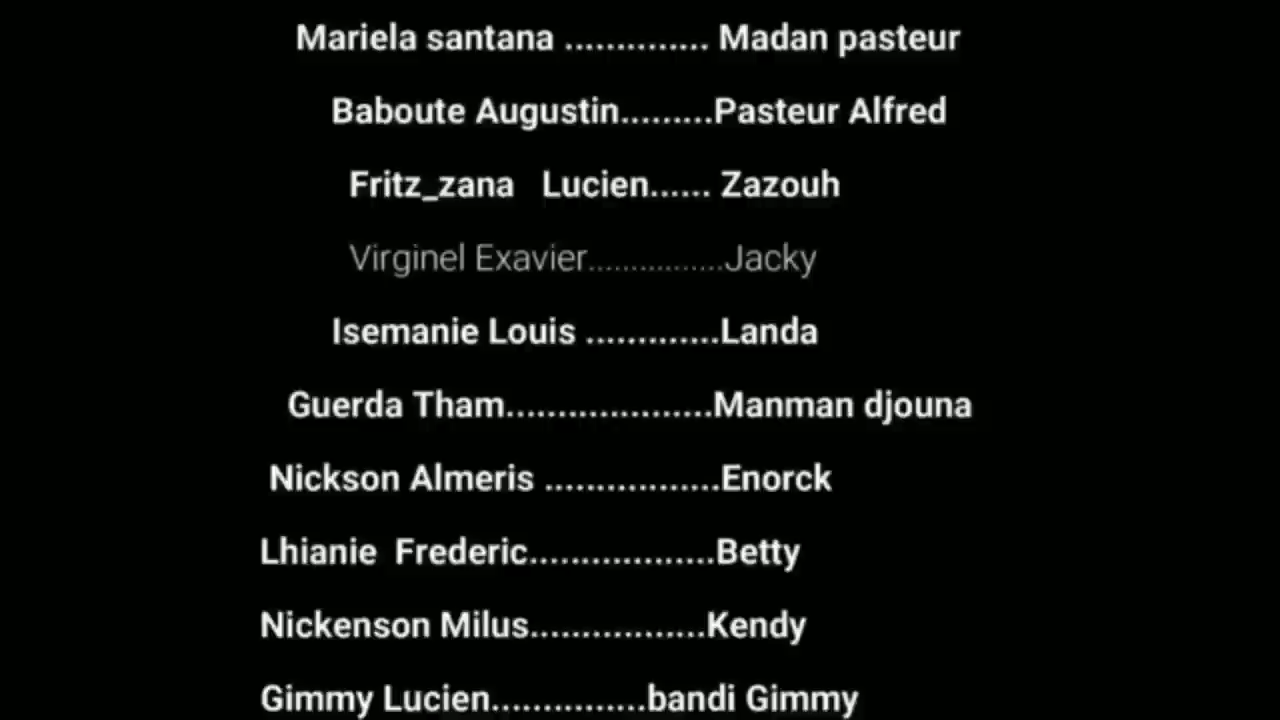 Mariela santana .............. Madan pasteur
Baboute Augustin.........Pasteur Alfred
Fritz_zana Lucien...... Zazouh
Virginel Exavier................Jacky
Isemanie Louis .............Landa
Guerda Tham....................Manman djouna
Nickson Almeris .................Enorck
Lhianie Frederic..................Betty
Nickenson Milus.................Kendy
Gimmy Lucien...............bandi Gimmy